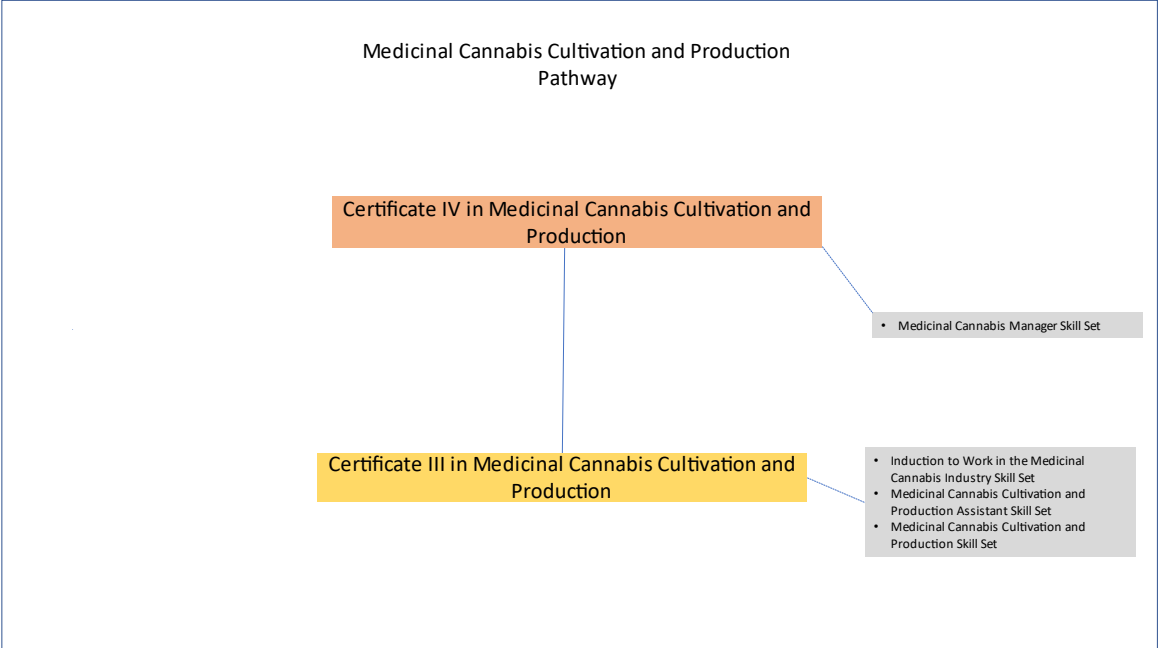 Medicinal Cannabis Cultivation and Production
Pathway
Certificate IV in Medicinal Cannabis Cultivation and
Production
• Medicinal Cannabis Manager Skill Set
Certificate III in Medicinal Cannabis Cultivation and
Production
• Induction to Work in the Medicinal
Cannabis Industry Skill Set
• Medicinal Cannabis Cultivation and
Production Assistant Skill Set
• Medicinal Cannabis Cultivation and
Production Skill Set